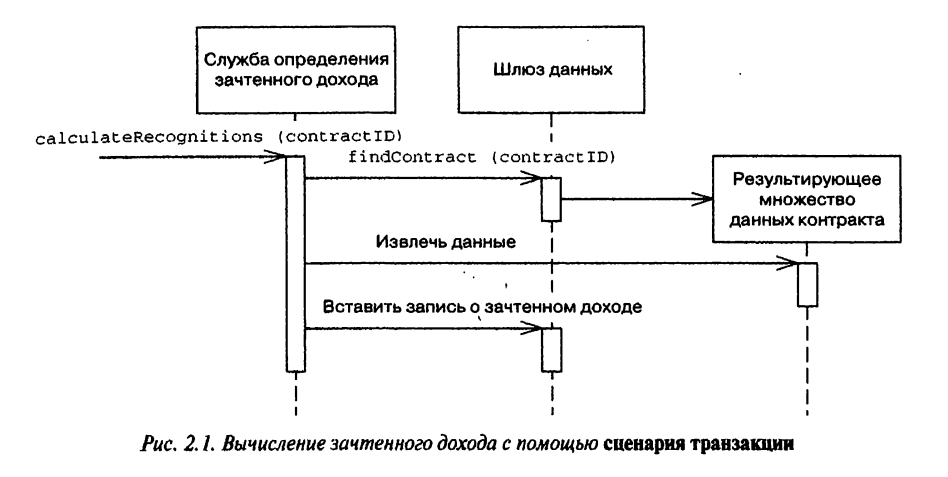 Служба определения
зачтенного дохода
Шлюз данных
calculateRecognitions (contractID)
findContract (contractID)
Результирующее
множество
данных контракта
Извлечь данные
Вставить запись о зачтенном доходе
Рис. 2.1. Вычисление зачтенного дохода с помощью сценария транзакции